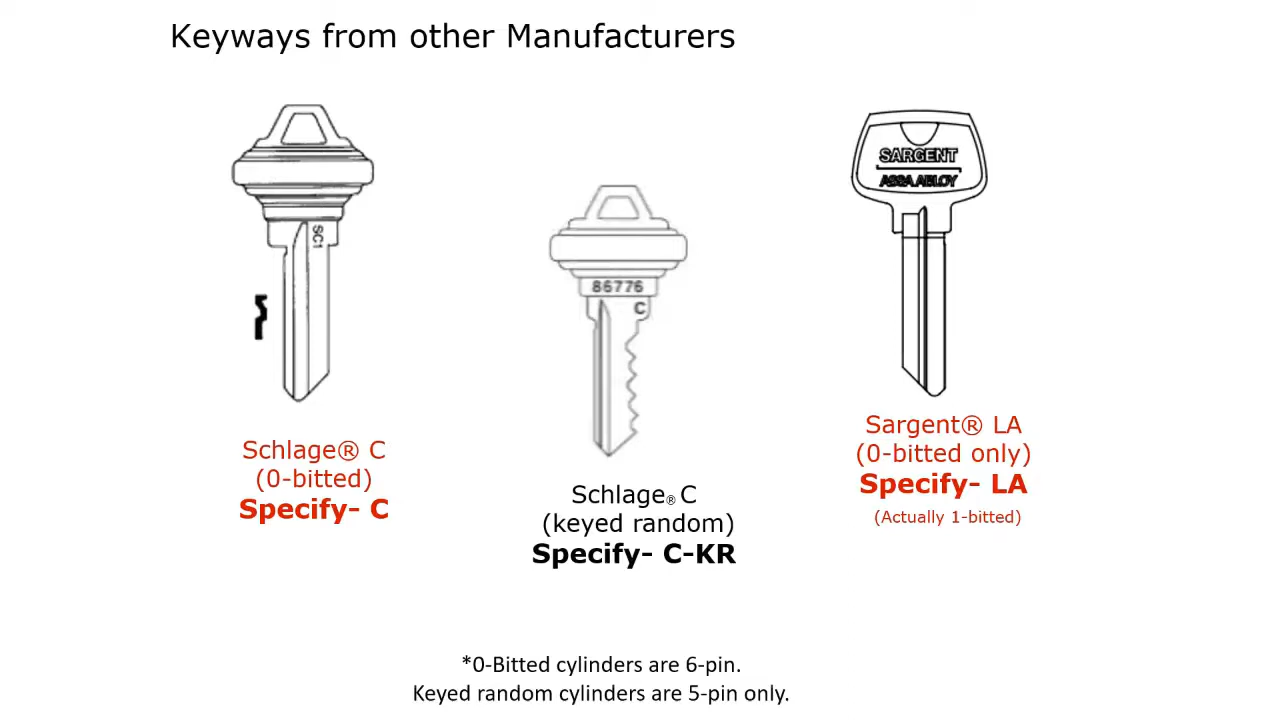 Keyways from other Manufacturers
SC1
Schlage® C
(0-bitted)
Specify- C
86776
C
Schlage® C
(keyed random)
Specify- C-KR
SARGENT
ASSA ABLOY
Sargent® LA
(0-bitted only)
Specify- LA
(Actually 1-bitted)
*0-Bitted cylinders are 6-pin.
Keyed random cylinders are 5-pin only.